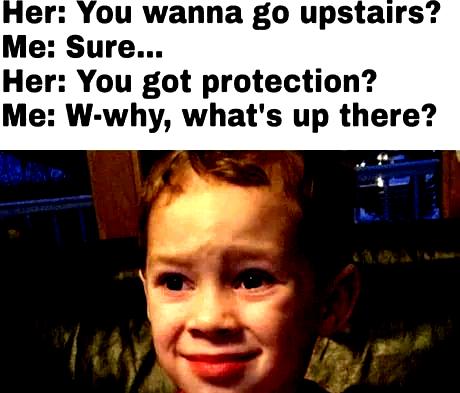 Her: You wanna go upstairs?
Me: Sure...
Her: You got protection?
Me: W-why, what's up there?